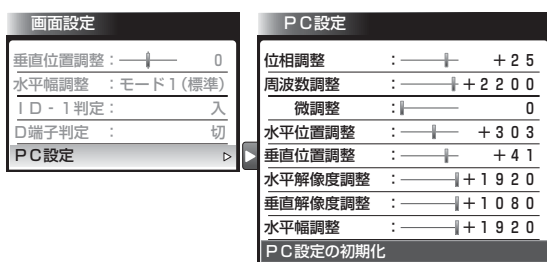 画面設定
垂直位置調整： 0
水平幅調整 ：モード1（標準）
ID-1判定： 入
D端子判定 ： 切
PC設定
PC設定
位相調整 ： +25
周波数調整 ： +2200
微調整 ： 0
水平位置調整 ： +303
垂直位置調整 ： +41
水平解像度調整 ： +1920
垂直解像度調整 ： +1080
水平幅調整 ： +1920
PC設定の初期化